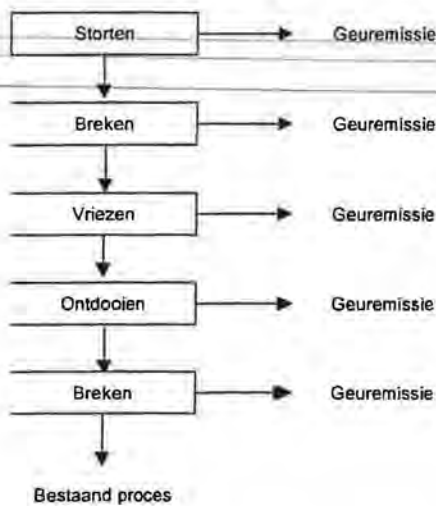 Storten Geuremissie
Breken Geuremissie
Vriezen Geuremissie
Ontdooien Geuremissie
Breken Geuremissie
Bestaand proces